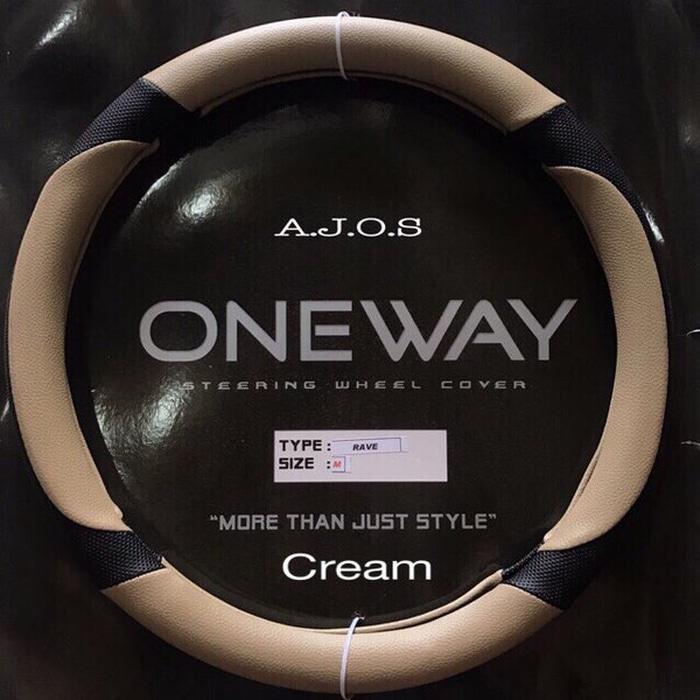 A.J.O.S
ONEWAY
STEERING WHEEL COVER
TYPE : RAVE
SIZE : M
“MORE THAN JUST STYLE”
Cream